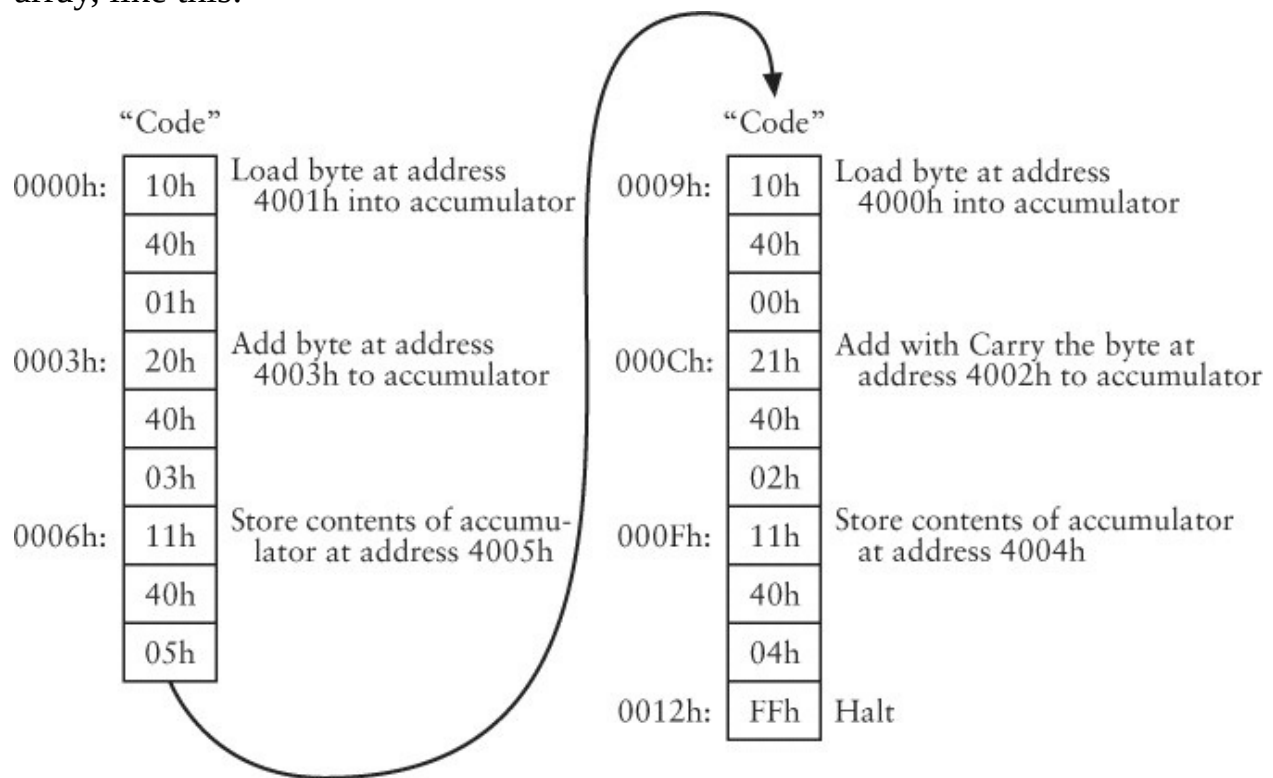 array, like this:
“Code”
0000h: 10h Load byte at address
4001h into accumulator
40h
01h
0003h: 20h Add byte at address
4003h to accumulator
40h
03h
0006h: 11h Store contents of accumu-
lator at address 4005h
40h
05h
“Code”
0009h: 10h Load byte at address
4000h into accumulator
40h
00h
000Ch: 21h Add with Carry the byte at
address 4002h to accumulator
40h
02h
000Fh: 11h Store contents of accumulator
at address 4004h
40h
04h
0012h: FFh Halt